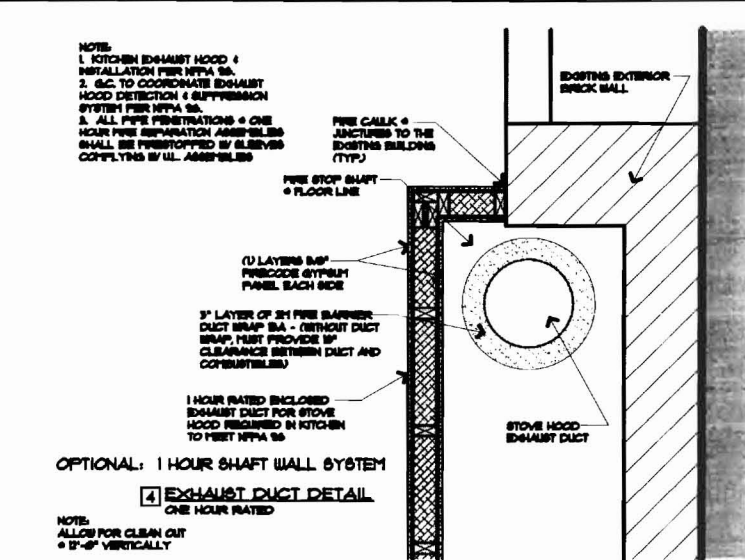 NOTE:
1. KITCHEN EXHAUST HOOD &
INSTALLATION PER NFPA 96.
2. G.C. TO COORDINATE EXHAUST
HOOD DETECTION & SUPPRESSION
SYSTEM PER NFPA 96.
3. ALL PIPE PENETRATIONS @ ONE
HOUR FIRE SEPARATION ASSEMBLIES
SHALL BE FIRESTOPPED W/ SLEEVES
COMPLYING W/ U.L. ASSEMBLIES
FIRE CAULK @
JUNCTURES TO THE
EXISTING BUILDING
(TYP.)
EXISTING EXTERIOR
BRICK WALL
FIRE STOP SHAFT
@ FLOOR LINE
(1) LAYERS 5/8"
FIRECODE GYPSUM
PANEL EACH SIDE
3" LAYER OF 3M FIRE BARRIER
DUCT WRAP - (WITHOUT DUCT
WRAP, MUST PROVIDE 18"
CLEARANCE BETWEEN DUCT AND
COMBUSTIBLES)
1 HOUR RATED ENCLOSED
EXHAUST DUCT FOR STOVE
HOOD REQUIRED IN KITCHEN
TO MEET NFPA 96
STOVE HOOD
EXHAUST DUCT
OPTIONAL: 1 HOUR SHAFT WALL SYSTEM
4 EXHAUST DUCT DETAIL
ONE HOUR RATED
NOTE:
ALLOW FOR CLEAN OUT
@ 12'-0" VERTICALLY